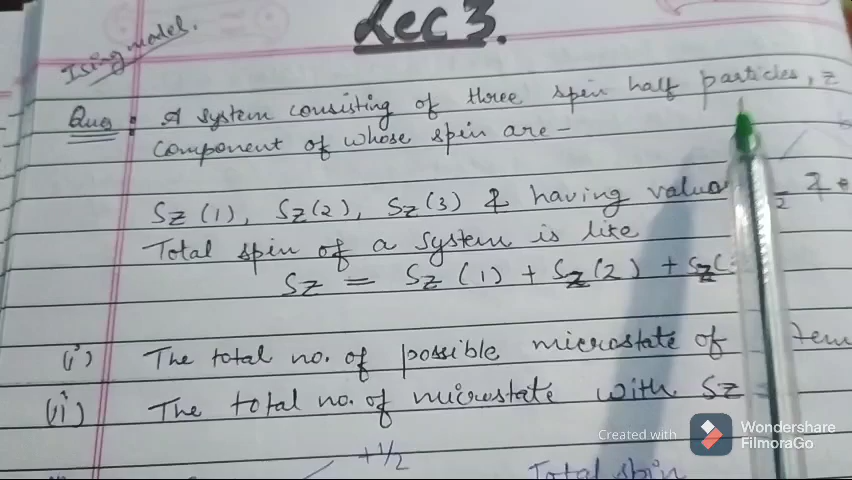 Lec 3.
Ising model.
Ques: A system consisting of three spin half particles, z
component of whose spin are –
Sz (1), Sz(2), Sz(3) & having value
Total spin of a system is like
Sz = Sz (1) + Sz (2) +
(i) The total no. of possible microstate of
(ii) The total no. of microstate with Sz
+1/2
Total spin
Created with
Wondershare
FilmoraGo